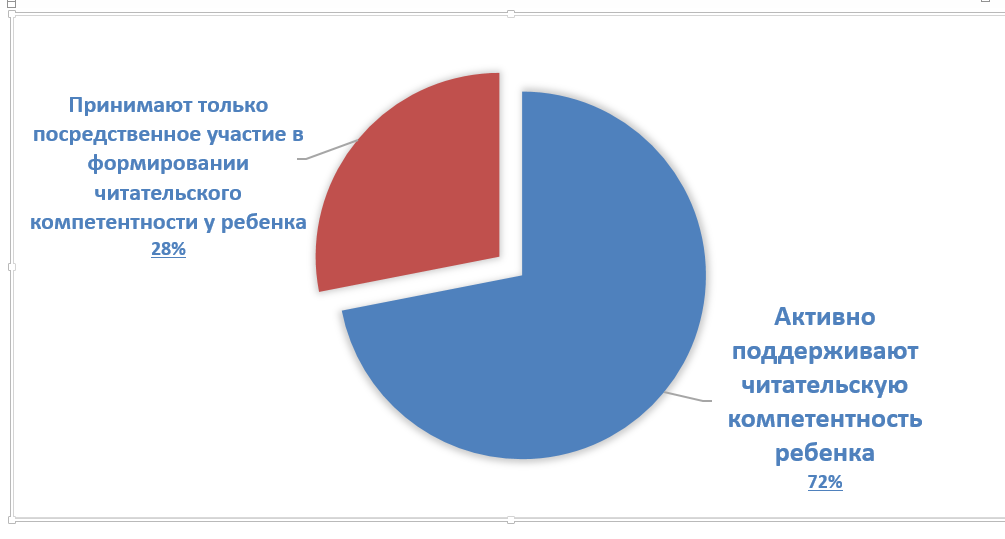 Принимают только
посредственное участие в
формировании
читательского
компетентности у ребенка
28%
Активно
поддерживают
читательскую
компетентность
ребенка
72%